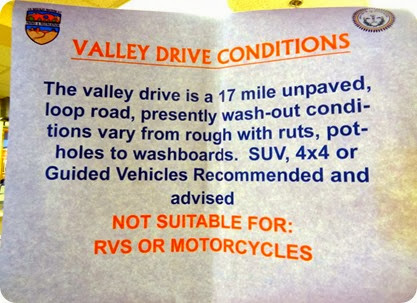 VALLEY DRIVE CONDITIONS
The valley drive is a 17 mile unpaved,
loop road, presently wash-out condi-
tions vary from rough with ruts, pot-
holes to washboards. SUV, 4x4 or
Guided Vehicles Recommended and
advised
NOT SUITABLE FOR:
RVS OR MOTORCYCLES